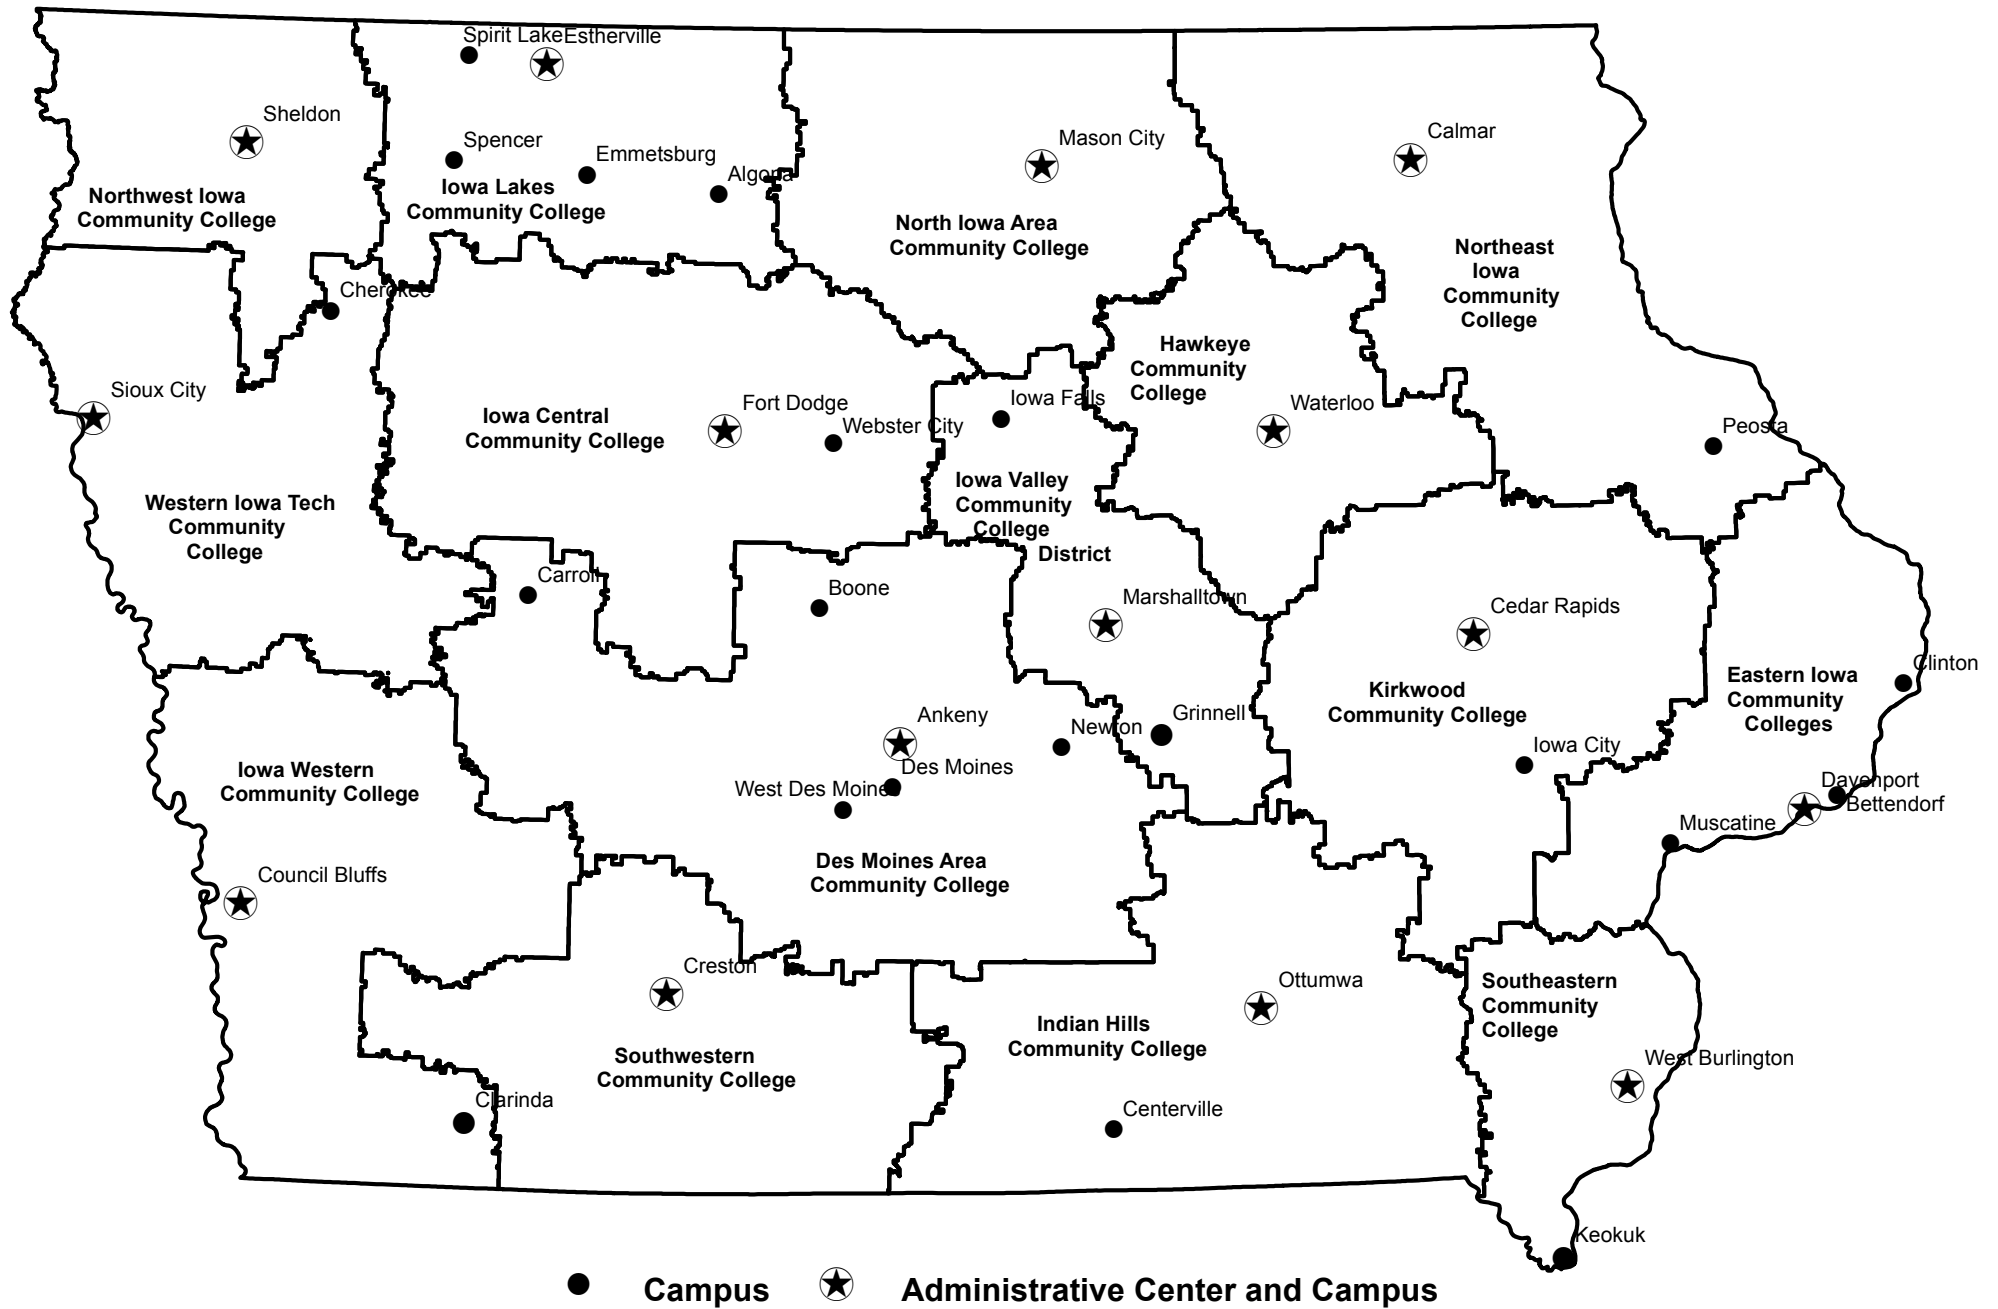 Spirit Lake
Estherville
Sheldon
Spencer
Emmetsburg
Algona
Mason City
Calmar
Northwest Iowa
Community College
Iowa Lakes
Community College
North Iowa Area
Community College
Northeast
Iowa
Community
College
Cherokee
Hawkeye
Community
College
Sioux City
Iowa Central
Community College
Fort Dodge
Webster City
Iowa Falls
Waterloo
Peosta
Western Iowa Tech
Community
College
Iowa Valley
Community
College
District
Carroll
Boone
Marshalltown
Cedar Rapids
Clinton
Kirkwood
Community College
Eastern Iowa
Community
Colleges
Ankeny
Newton
Grinnell
Iowa City
Des Moines
West Des Moines
Iowa Western
Community College
Davenport
Bettendorf
Muscatine
Des Moines Area
Community College
Council Bluffs
Creston
Ottumwa
Southeastern
Community
College
Indian Hills
Community College
Southwestern
Community College
West Burlington
Clarinda
Centerville
Keokuk
Campus
Administrative Center and Campus